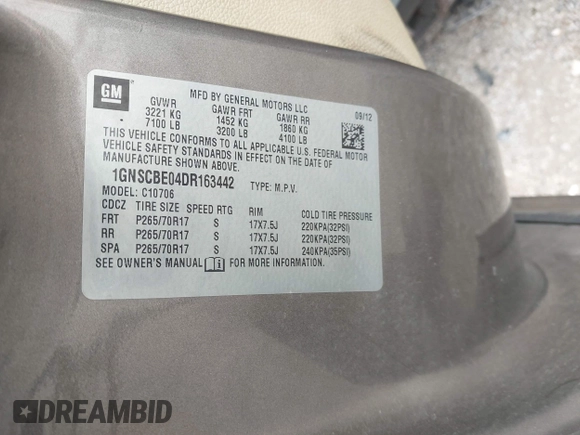 GM
MFD BY GENERAL MOTORS LLC
GVWR GAWR FRT GAWR RR 09/12
3221 KG 1452 KG 1860 KG
7100 LB 3200 LB 4100 LB
THIS VEHICLE CONFORMS TO ALL APPLICABLE U.S. FEDERAL MOTOR
VEHICLE SAFETY STANDARDS IN EFFECT ON THE DATE OF
MANUFACTURE SHOWN ABOVE.
1GNSCBE04DR163442 TYPE: M.P.V.
MODEL: C10706
CDCZ TIRE SIZE SPEED RTG RIM COLD TIRE PRESSURE
FRT P265/70R17 S 17X7.5J 220KPA(32PSI)
RR P265/70R17 S 17X7.5J 220KPA(32PSI)
SPA P265/70R17 S 17X7.5J 240KPA(35PSI)
SEE OWNER'S MANUAL FOR MORE INFORMATION.
DREAMBID